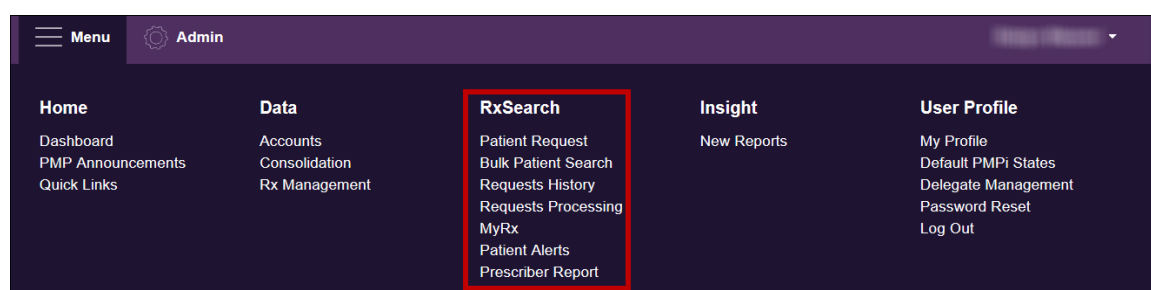 Menu
Admin
Home
Dashboard
PMP Announcements
Quick Links
Data
Accounts
Consolidation
Rx Management
RxSearch
Patient Request
Bulk Patient Search
Requests History
Requests Processing
MyRx
Patient Alerts
Prescriber Report
Insight
New Reports
User Profile
My Profile
Default PMPi States
Delegate Management
Password Reset
Log Out